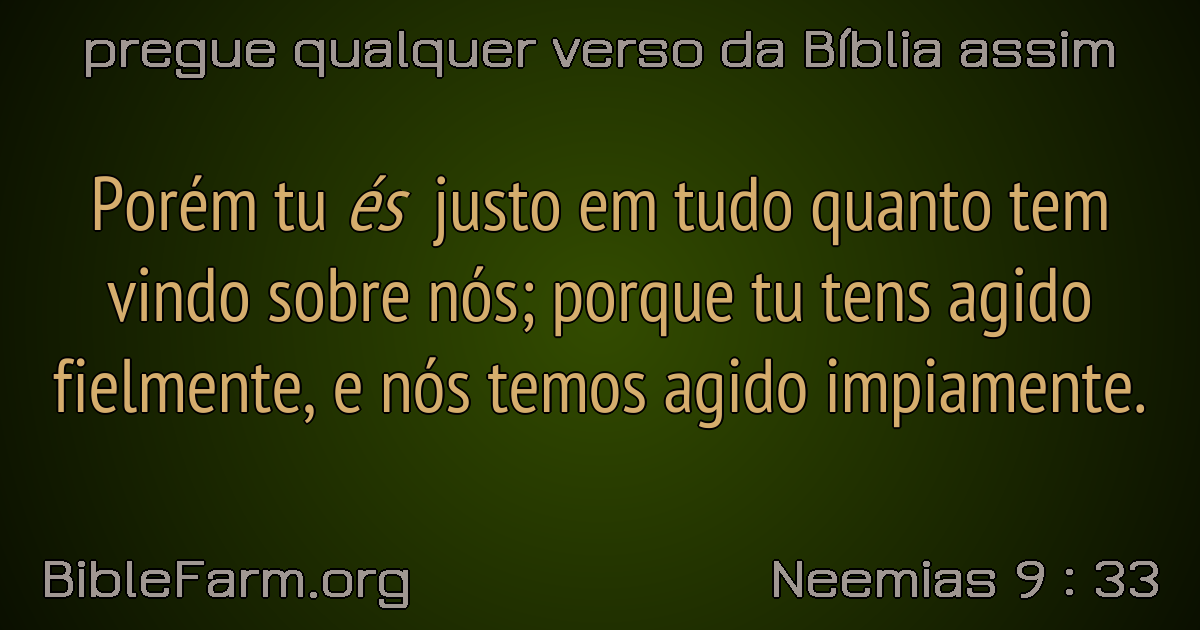 pregue qualquer verso da Bíblia assim
Porém tu és justo em tudo quanto tem
vindo sobre nós; porque tu tens agido
fielmente, e nós temos agido impiamente.
BibleFarm.org
Neemias 9 : 33